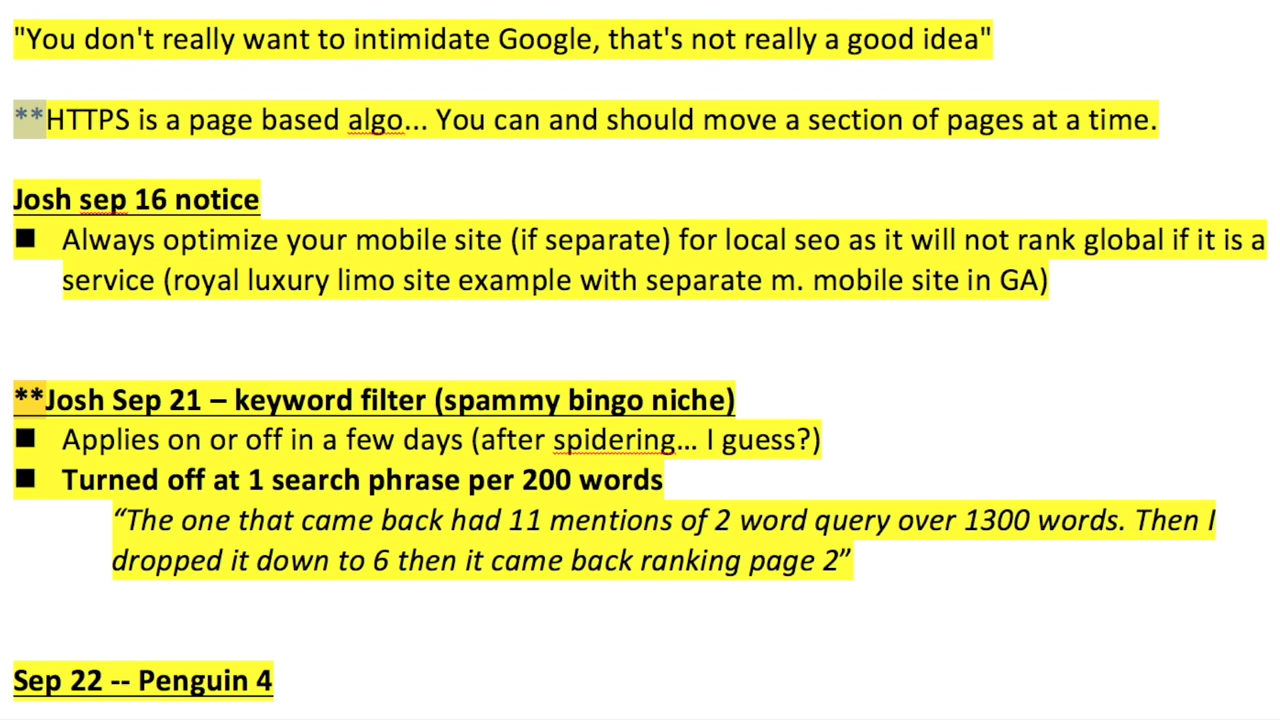 "You don't really want to intimidate Google, that's not really a good idea"
**HTTPS is a page based algo... You can and should move a section of pages at a time.
Josh sep 16 notice
■ Always optimize your mobile site (if separate) for local seo as it will not rank global if it is a
service (royal luxury limo site example with separate m. mobile site in GA)
**Josh Sep 21 – keyword filter (spammy bingo niche)
■ Applies on or off in a few days (after spidering… I guess?)
■ Turned off at 1 search phrase per 200 words
“The one that came back had 11 mentions of 2 word query over 1300 words. Then I
dropped it down to 6 then it came back ranking page 2”
Sep 22 -- Penguin 4